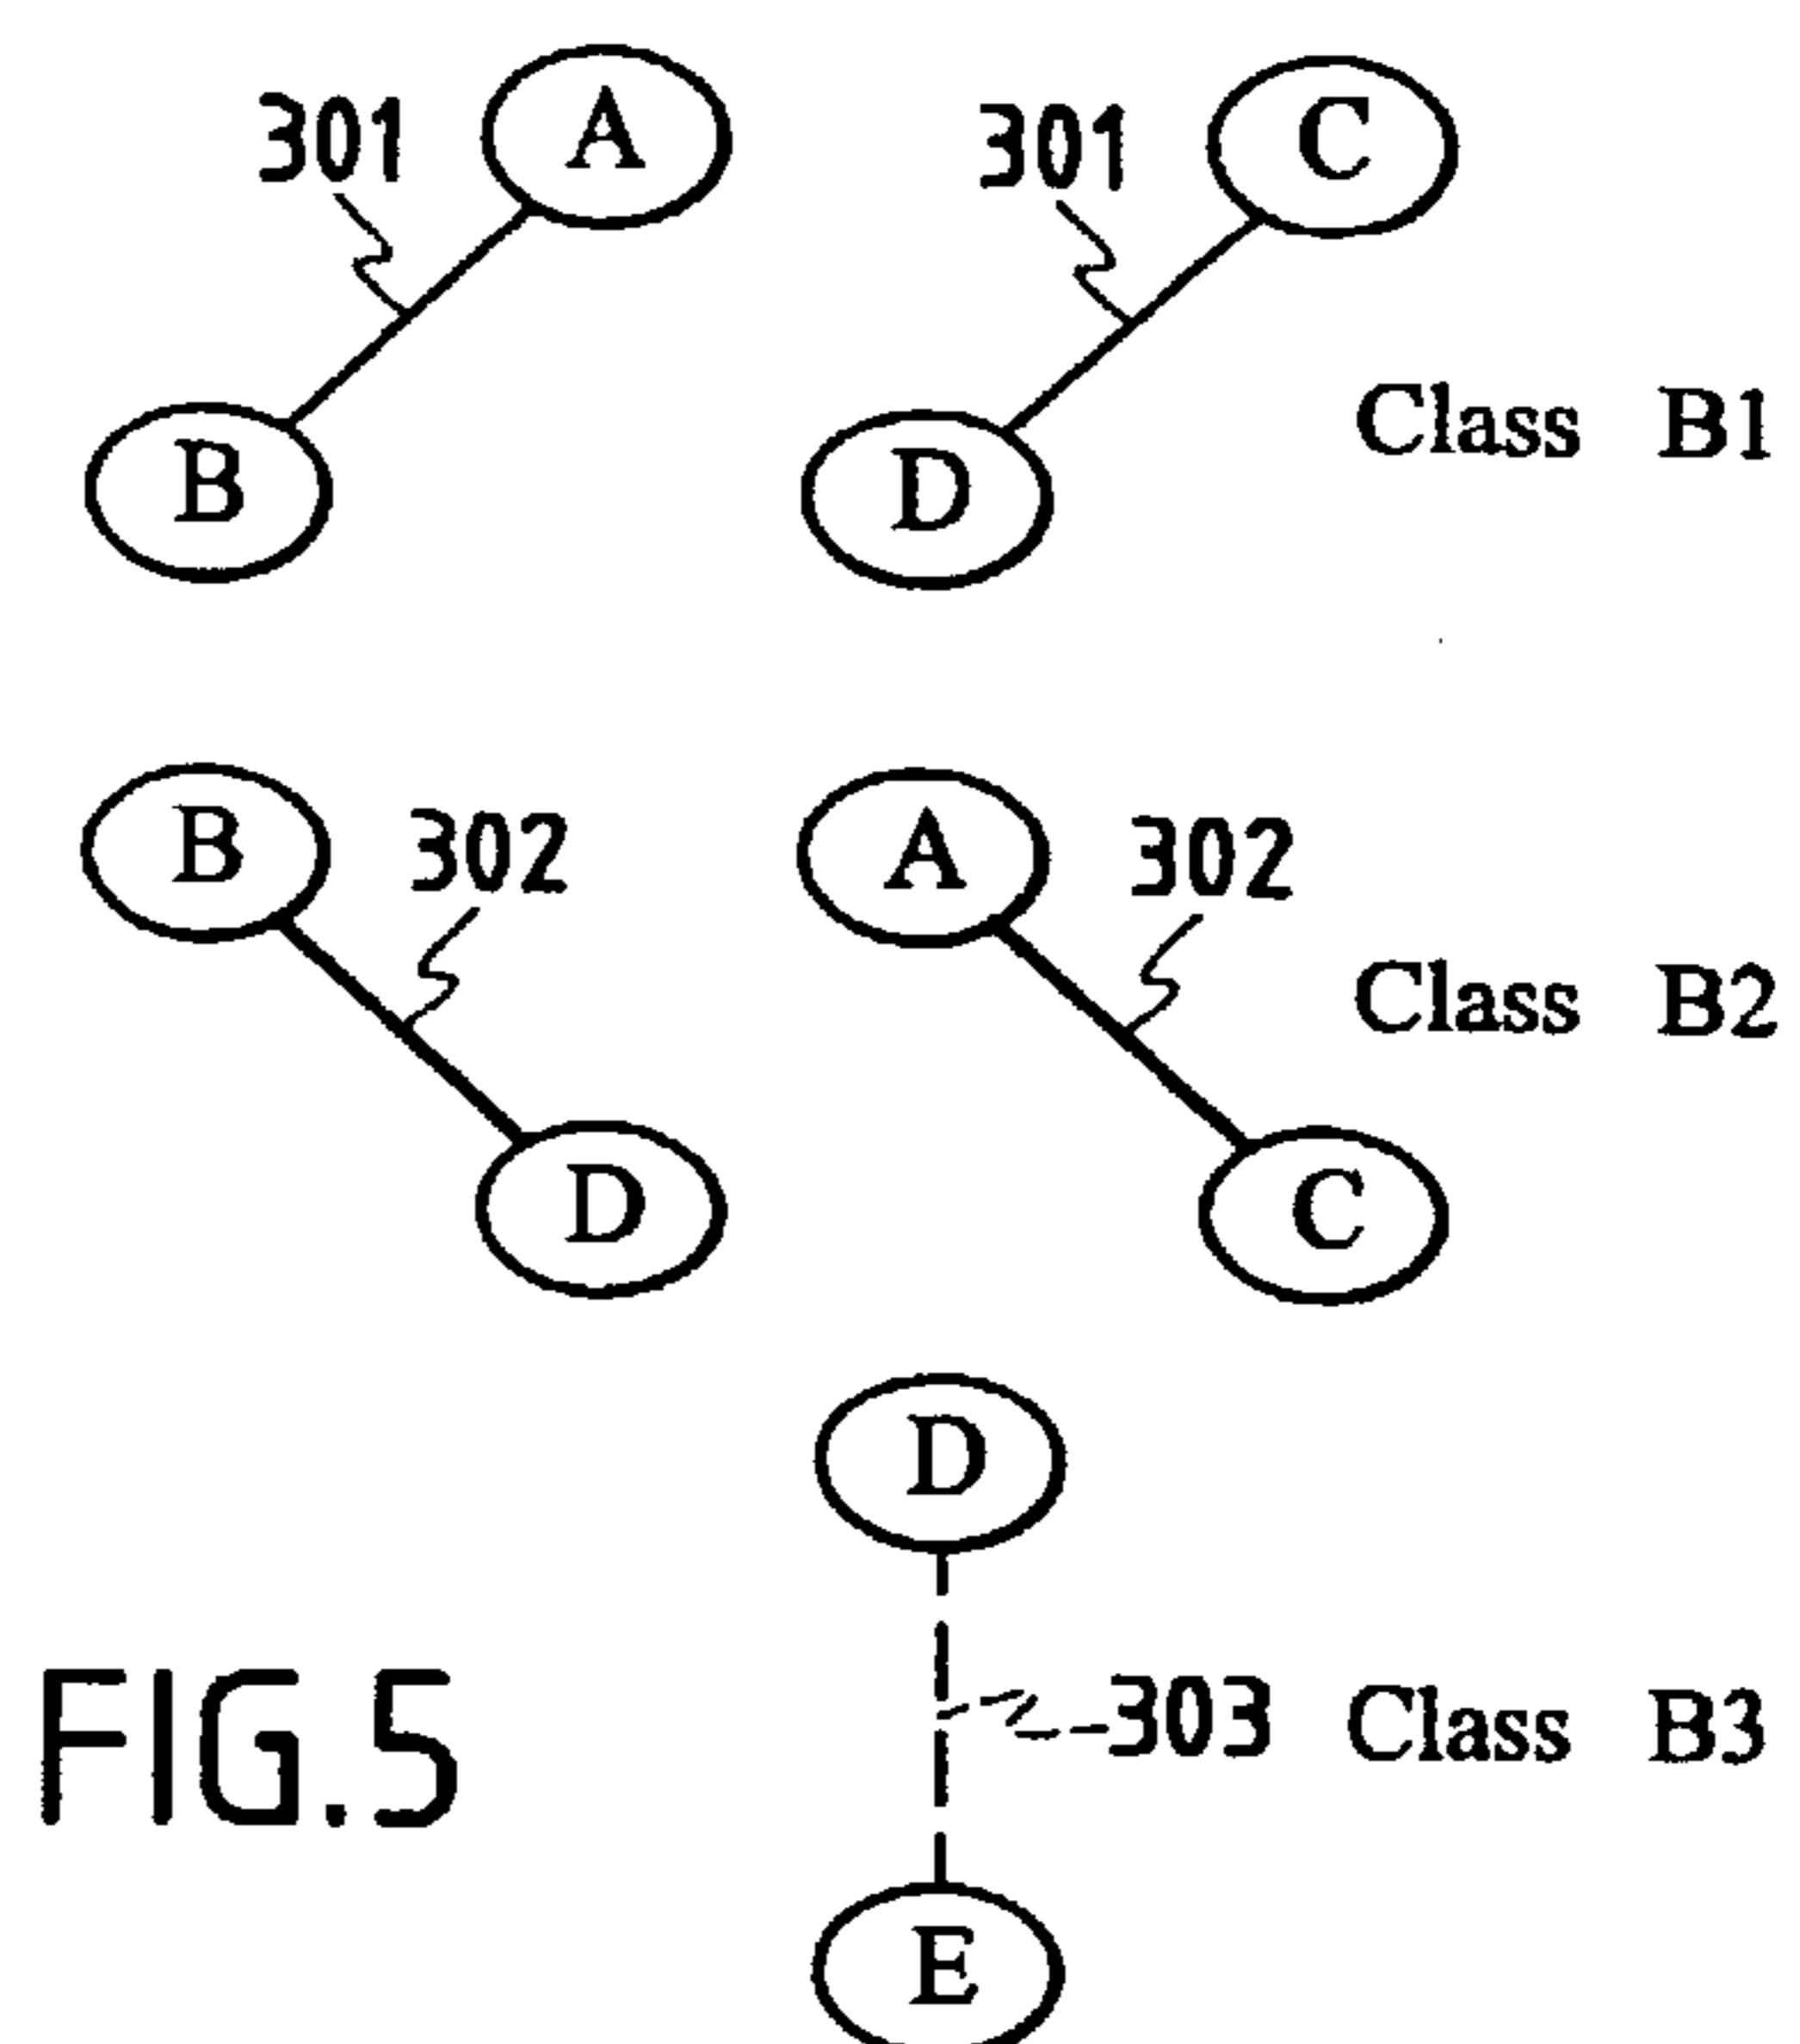 301 A 301 C
Class B1
B D
B 302 A 302
Class B2
D C
D
FIG.5 303 Class B3
E